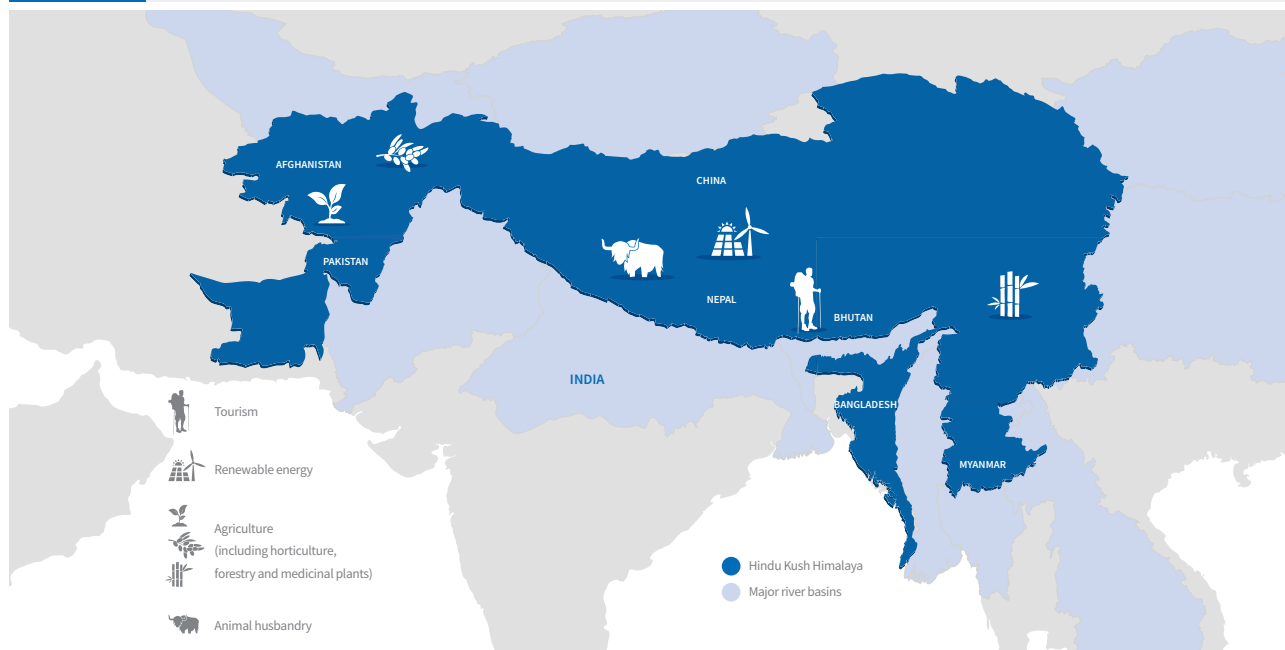 AFGHANISTAN
CHINA
PAKISTAN
NEPAL
BHUTAN
INDIA
BANGLADESH
MYANMAR
Tourism
Renewable energy
Agriculture
(including horticulture,
forestry and medicinal plants)
Animal husbandry
Hindu Kush Himalaya
Major river basins